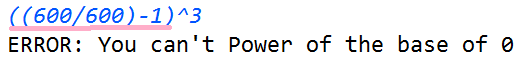 ((600/600)-1)^3
ERROR: You can't Power of the base of 0